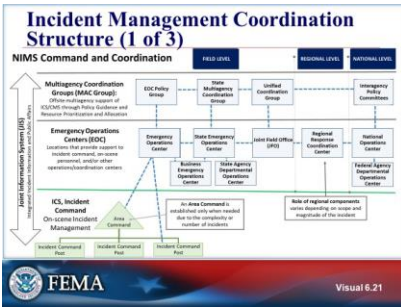 Incident Management Coordination
Structure (1 of 3)
NIMS Command and Coordination
FIELD LEVEL
REGIONAL LEVEL
NATIONAL LEVEL
Joint Information System (JIS)
Integrated Incident Information and Public Affairs
Multiagency Coordination
Groups (MAC Group):
Offsite multiagency support of
ICS/CMS through Policy Guidance and
Resource Prioritization and Allocation
EOC Policy
Group
State
Multiagency
Coordination
Group
Unified
Coordination
Group
Interagency
Policy
Committees
Emergency Operations
Centers (EOC)
Locations that provide support to
incident command, on-scene
personnel, and/or other
operations/coordination centers
Emergency
Operations
Center
State Emergency
Operations
Center
Joint Field Office
(JFO)
Regional
Response
Coordination
Center
National
Operations
Center
Business
Emergency
Operations
Center
State Agency
Departmental
Operations
Center
Federal Agency
Departmental
Operations
Center
ICS, Incident
Command
On-scene Incident
Management
Area
Command
An Area Command is
established only when needed
due to the complexity or
number of incidents
Role of regional components
varies depending on scope and
magnitude of the incident
Incident Command
Post
Incident Command
Post
Incident Command
Post
FEMA
Visual 6.21